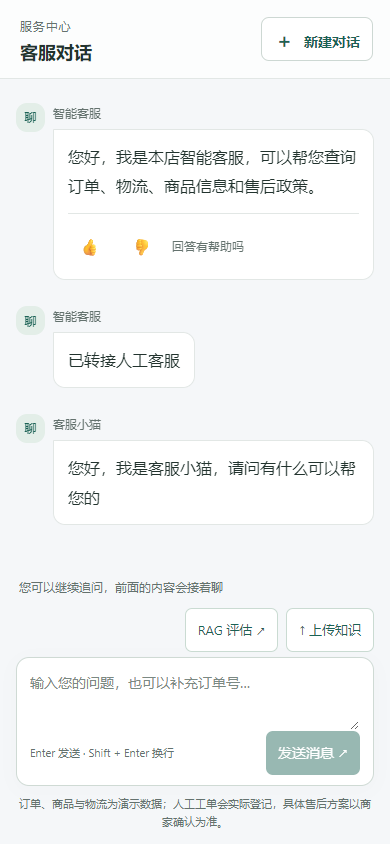 服务中心
客服对话
+ 新建对话
聊
智能客服
您好，我是本店智能客服，可以帮您查询
订单、物流、商品信息和售后政策。
👍 👎 回答有帮助吗
聊
智能客服
已转接人工客服
聊
客服小猫
您好，我是客服小猫，请问有什么可以帮
您的
您可以继续追问，前面的内容会接着聊
RAG 评估 ↗
↑ 上传知识
输入您的问题，也可以补充订单号...
Enter 发送 · Shift + Enter 换行
发送消息 ↗
订单、商品与物流为演示数据；人工工单会实际登记，具体售后方案以商
家确认为准。